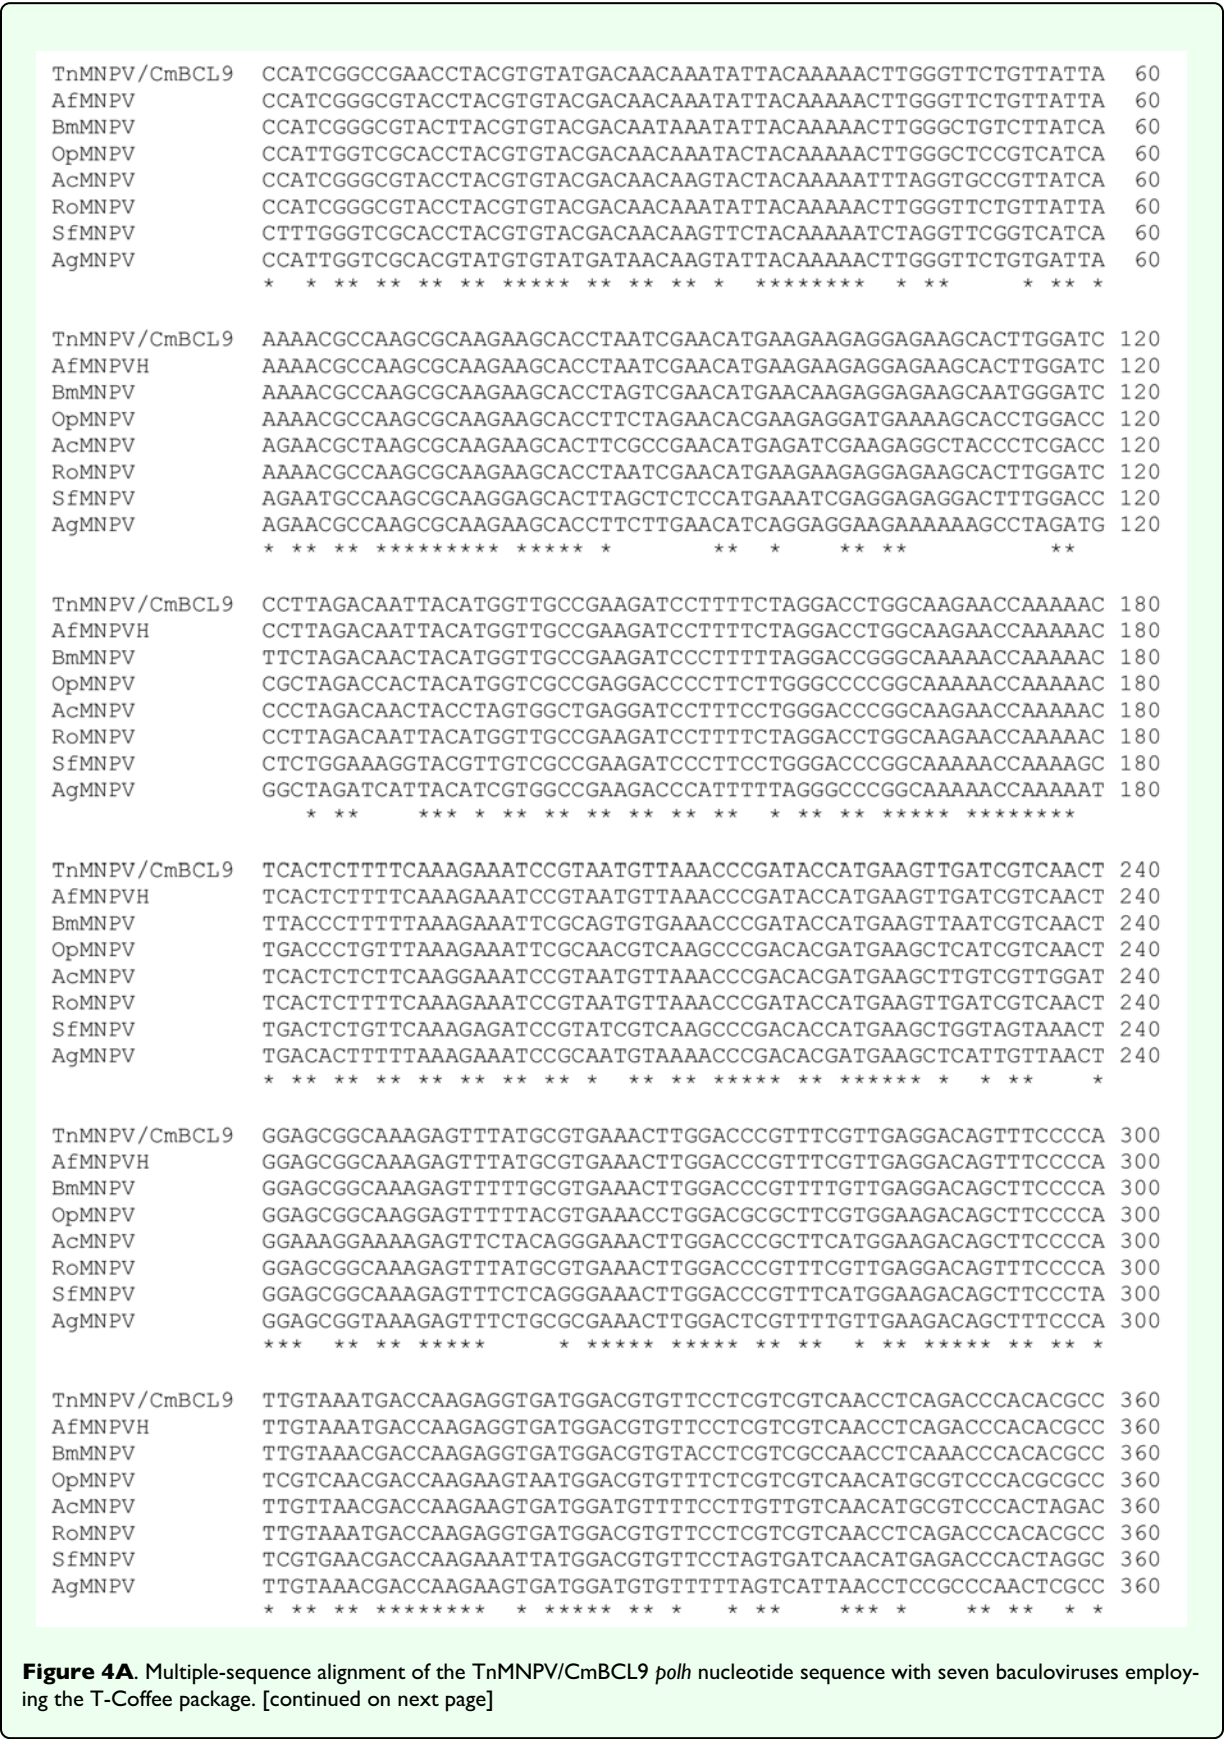 TnMNPV/CmBCL9 CCATCGGCCGAACCTACGTGTATGACAACAAATATTACAAAAACTTGGGTTCTGTTATTA 60
AfMNPV CCATCGGGCGTACCTACGTGTACGACAACAAATATTACAAAAACTTGGGTTCTGTTATTA 60
BmMNPV CCATCGGGCGTACTTACGTGTACGACAATAAATATTACAAAAACTTGGGCTGTCTTATCA 60
OpMNPV CCATTGGTCGCACCTACGTGTACGACAACAAATACTACAAAAACTTGGGCTCCGTCATCA 60
AcMNPV CCATCGGGCGTACCTACGTGTACGACAACAAGTACTACAAAAATTTAGGTGCCGTTATCA 60
RoMNPV CCATCGGGCGTACCTACGTGTACGACAACAAATATTACAAAAACTTGGGTTCTGTTATTA 60
SfMNPV CTTTGGGTCGCACCTACGTGTACGACAACAAGTTCTACAAAAATCTAGGTTCGGTCATCA 60
AgMNPV CCATTGGTCGCACGTATGTGTATGATAACAAGTATTACAAAAACTTGGGTTCTGTGATTA 60
* * ** ** ** ** ***** ** ** ** * ******** * ** * ** *
TnMNPV/CmBCL9 AAAACGCCAAGCGCAAGAAGCACCTAATCGAACATGAAGAAGAGGAGAAGCACTTGGATC 120
AfMNPVH AAAACGCCAAGCGCAAGAAGCACCTAATCGAACATGAAGAAGAGGAGAAGCACTTGGATC 120
BmMNPV AAAACGCCAAGCGCAAGAAGCACCTAGTCGAACATGAACAAGAGGAGAAGCAATGGGATC 120
OpMNPV AAAACGCCAAGCGCAAGAAGCACCTTCTAGAACACGAAGAGGATGAAAAGCACCTGGACC 120
AcMNPV AGAACGCTAAGCGCAAGAAGCACTTCGCCGAACATGAGATCGAAGAGGCTACCCTCGACC 120
RoMNPV AAAACGCCAAGCGCAAGAAGCACCTAATCGAACATGAAGAAGAGGAGAAGCACTTGGATC 120
SfMNPV AGAATGCCAAGCGCAAGGAGCACTTAGCTCTCCATGAAATCGAGGAGAGGACTTTGGACC 120
AgMNPV AGAACGCCAAGCGCAAGAAGCACCTTCTTGAACATCAGGAGGAAGAAAAAAGCCTAGATG 120
* ** ** ********* ***** * ** * ** ** **
TnMNPV/CmBCL9 CCTTAGACAATTACATGGTTGCCGAAGATCCTTTTCTAGGACCTGGCAAGAACCAAAAAC 180
AfMNPVH CCTTAGACAATTACATGGTTGCCGAAGATCCTTTTCTAGGACCTGGCAAGAACCAAAAAC 180
BmMNPV TTCTAGACAACTACATGGTTGCCGAAGATCCCTTTTTAGGACCGGGCAAAAACCAAAAAC 180
OpMNPV CGCTAGACCACTACATGGTCGCCGAGGACCCCTTCTTGGGCCCCGGCAAAAACCAAAAAC 180
AcMNPV CCCTAGACAACTACCTAGTGGCTGAGGATCCTTTCCTGGGACCCGGCAAGAACCAAAAAC 180
RoMNPV CCTTAGACAATTACATGGTTGCCGAAGATCCTTTTCTAGGACCTGGCAAGAACCAAAAAC 180
SfMNPV CTCTGGAAAGGTACGTTGTCGCCGAAGATCCCTTCCTGGGACCCGGCAAAAACCAAAAGC 180
AgMNPV GGCTAGATCATTACATCGTGGCCGAAGACCCATTTTTAGGGCCCGGCAAAAACCAAAAAT 180
* ** *** * ** ** ** ** ** ** * ** ** ***** ********
TnMNPV/CmBCL9 TCACTCTTTTCAAAGAAATCCGTAATGTTAAACCCGATACCATGAAGTTGATCGTCAACT 240
AfMNPVH TCACTCTTTTCAAAGAAATCCGTAATGTTAAACCCGATACCATGAAGTTGATCGTCAACT 240
BmMNPV TTACCCTTTTTAAAGAAATTCGCAGTGTGAAACCCGATACCATGAAGTTAATCGTCAACT 240
OpMNPV TGACCCTGTTTAAAGAAATTCGCAACGTCAAGCCCGACACGATGAAGCTCATCGTCAACT 240
AcMNPV TCACTCTCTTCAAGGAAATCCGTAATGTTAAACCCGACACGATGAAGCTTGTCGTTGGAT 240
RoMNPV TCACTCTTTTCAAAGAAATCCGTAATGTTAAACCCGATACCATGAAGTTGATCGTCAACT 240
SfMNPV TGACTCTGTTCAAAGAGATCCGTATCGTCAAGCCCGACACCATGAAGCTGGTAGTAAACT 240
AgMNPV TGACACTTTTTAAAGAAATCCGCAATGTAAAACCCGACACGATGAAGCTCATTGTTAACT 240
* ** ** ** ** ** ** ** * ** ** ***** ** ****** * * ** *
TnMNPV/CmBCL9 GGAGCGGCAAAGAGTTTATGCGTGAAACTTGGACCCGTTTCGTTGAGGACAGTTTCCCCA 300
AfMNPVH GGAGCGGCAAAGAGTTTATGCGTGAAACTTGGACCCGTTTCGTTGAGGACAGTTTCCCCA 300
BmMNPV GGAGCGGCAAAGAGTTTTTGCGTGAAACTTGGACCCGTTTTGTTGAGGACAGCTTCCCCA 300
OpMNPV GGAGCGGCAAGGAGTTTTTACGTGAAACCTGGACGCGCTTCGTGGAAGACAGCTTCCCCA 300
AcMNPV GGAAAGGAAAAGAGTTCTACAGGGAAACTTGGACCCGCTTCATGGAAGACAGCTTCCCCA 300
RoMNPV GGAGCGGCAAAGAGTTTATGCGTGAAACTTGGACCCGTTTCGTTGAGGACAGTTTCCCCA 300
SfMNPV GGAGCGGCAAAGAGTTTCTCAGGGAAACTTGGACCCGTTTCATGGAAGACAGCTTCCCTA 300
AgMNPV GGAGCGGTAAAGAGTTTCTGCGCGAAACTTGGACTCGTTTTGTTGAAGACAGCTTTCCCA 300
*** ** ** ***** * ***** ***** ** ** * ** ***** ** ** *
TnMNPV/CmBCL9 TTGTAAATGACCAAGAGGTGATGGACGTGTTCCTCGTCGTCAACCTCAGACCCACACGCC 360
AfMNPVH TTGTAAATGACCAAGAGGTGATGGACGTGTTCCTCGTCGTCAACCTCAGACCCACACGCC 360
BmMNPV TTGTAAACGACCAAGAGGTGATGGACGTGTACCTCGTCGCCAACCTCAAACCCACACGCC 360
OpMNPV TCGTCAACGACCAAGAAGTAATGGACGTGTTTCTCGTCGTCAACATGCGTCCCACGCGCC 360
AcMNPV TTGTTAACGACCAAGAAGTGATGGATGTTTTCCTTGTTGTCAACATGCGTCCCACTAGAC 360
RoMNPV TTGTAAATGACCAAGAGGTGATGGACGTGTTCCTCGTCGTCAACCTCAGACCCACACGCC 360
SfMNPV TCGTGAACGACCAAGAAATTATGGACGTGTTCCTAGTGATCAACATGAGACCCACTAGGC 360
AgMNPV TTGTAAACGACCAAGAAGTGATGGATGTGTTTTTAGTCATTAACCTCCGCCCAACTCGCC 360
* ** ** ******** * ***** ** * * ** *** * ** ** * *
Figure 4A. Multiple-sequence alignment of the TnMNPV/CmBCL9 polh nucleotide sequence with seven baculoviruses employ-
ing the T-Coffee package. [continued on next page]